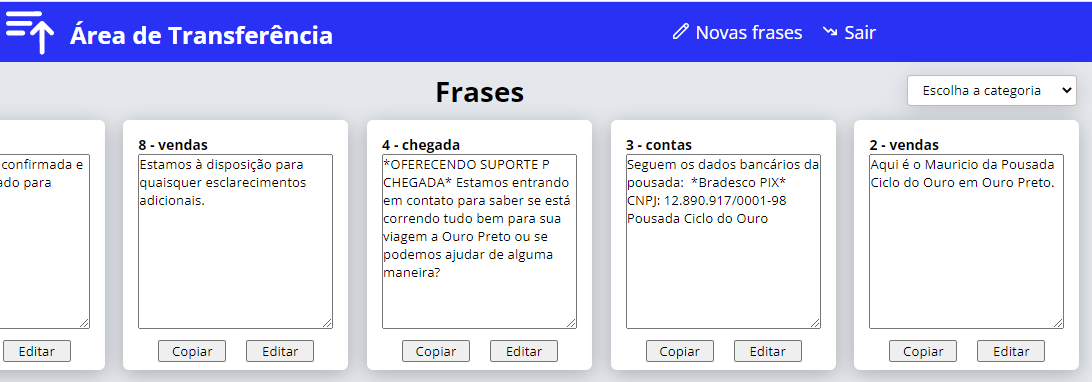 Área de Transferência
Novas frases
Sair
Frases
Escolha a categoria
confirmada e
ado para
Editar
8 - vendas
Estamos à disposição para
quaisquer esclarecimentos
adicionais.
Copiar
Editar
4 - chegada
*OFERECENDO SUPORTE P
CHEGADA* Estamos entrando
em contato para saber se está
correndo tudo bem para sua
viagem a Ouro Preto ou se
podemos ajudar de alguma
maneira?
Copiar
Editar
3 - contas
Seguem os dados bancários da
pousada:  *Bradesco PIX*
CNPJ: 12.890.917/0001-98
Pousada Ciclo do Ouro
Copiar
Editar
2 - vendas
Aqui é o Mauricio da Pousada
Ciclo do Ouro em Ouro Preto.
Copiar
Editar